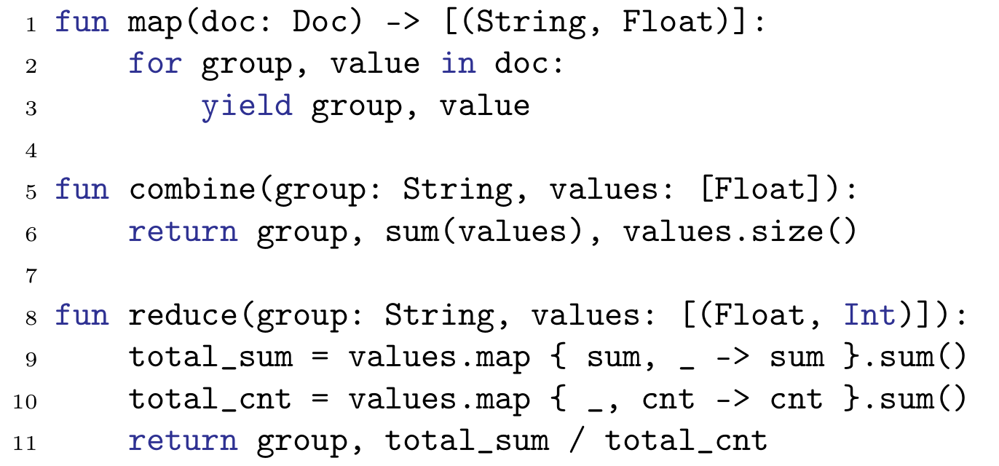 1 fun map(doc: Doc) -> [(String, Float)]:
2     for group, value in doc:
3         yield group, value
4
5 fun combine(group: String, values: [Float]):
6     return group, sum(values), values.size()
7
8 fun reduce(group: String, values: [(Float, Int)]):
9     total_sum = values.map { sum, _ -> sum }.sum()
10     total_cnt = values.map { _, cnt -> cnt }.sum()
11     return group, total_sum / total_cnt